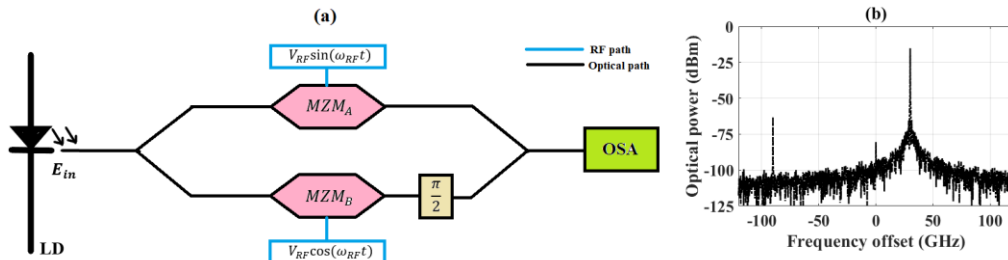 (a)
V_RF sin(ω_RF t)
RF path
Optical path
MZM_A
E_in
OSA
MZM_B
π/2
V_RF cos(ω_RF t)
LD
(b)
Optical power (dBm)
0
-25
-50
-75
-100
-125
-100 -50 0 50 100
Frequency offset (GHz)